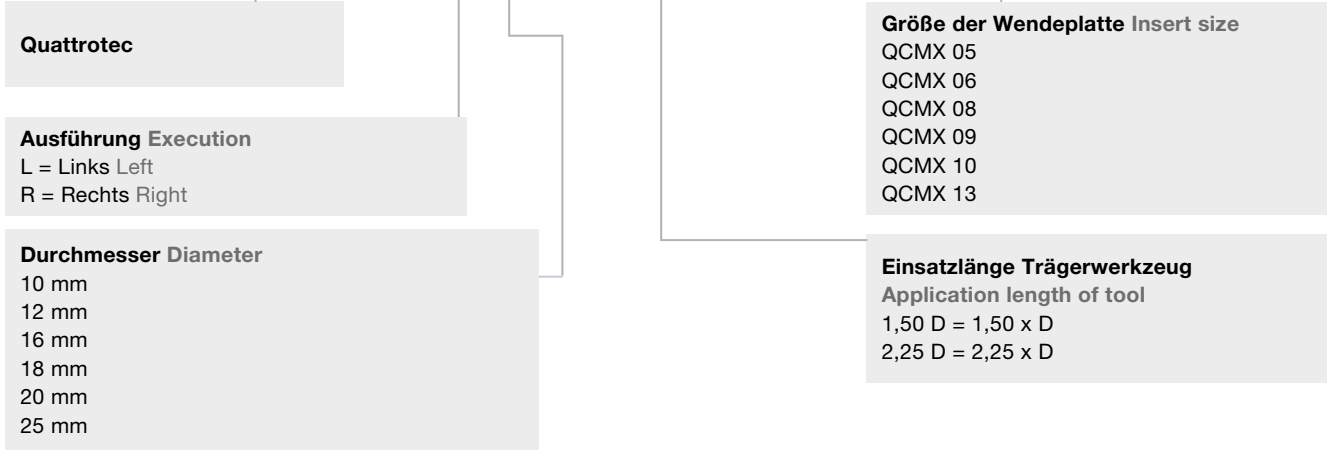 Quattrotec
Ausführung Execution
L = Links Left
R = Rechts Right
Durchmesser Diameter
10 mm
12 mm
16 mm
18 mm
20 mm
25 mm
Größe der Wendeplatte Insert size
QCMX 05
QCMX 06
QCMX 08
QCMX 09
QCMX 10
QCMX 13
Einsatzlänge Trägerwerkzeug
Application length of tool
1,50 D = 1,50 x D
2,25 D = 2,25 x D